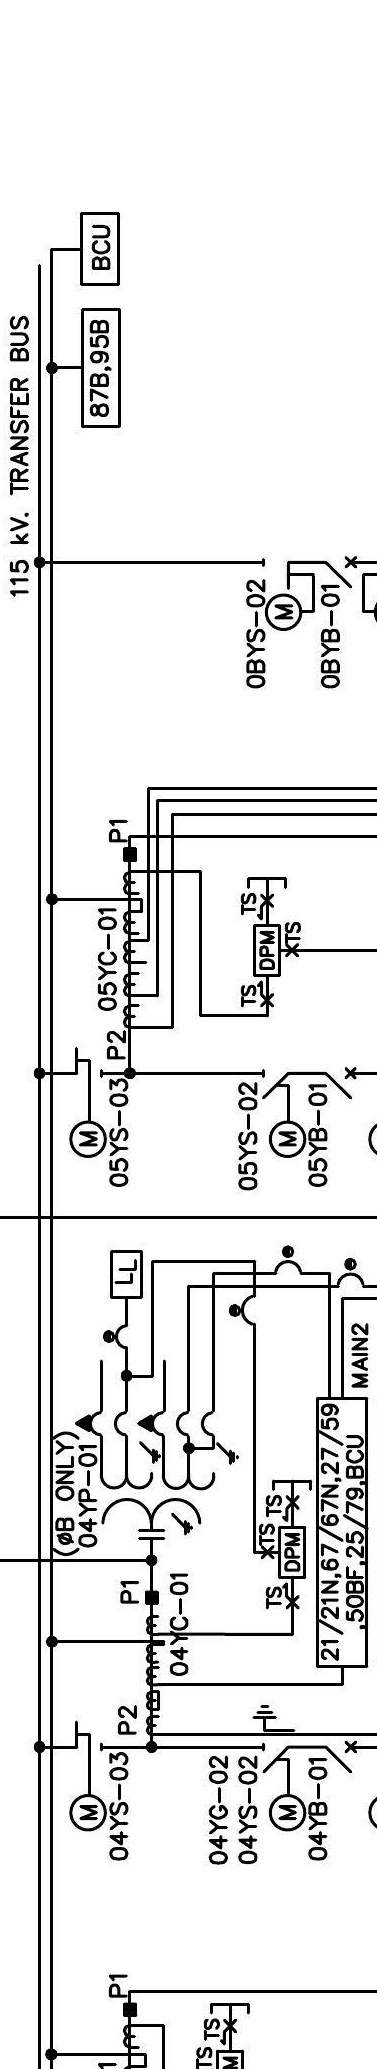 115 kV. TRANSFER BUS
BCU
87B,95B
0BYS-02
M
0BYB-01
P1
05YC-01
P2
TS
DPM
TS
TS
M
05YS-03
05YS-02
M
05YB-01
LL
(øB ONLY)
04YP-01
P1
04YC-01
P2
TS
TS
DPM
TS
MAIN2
21/21N,67/67N,27/59
,50BF,25/79,BCU
M
04YS-03
04YG-02
04YS-02
M
04YB-01
P1
TS
TS